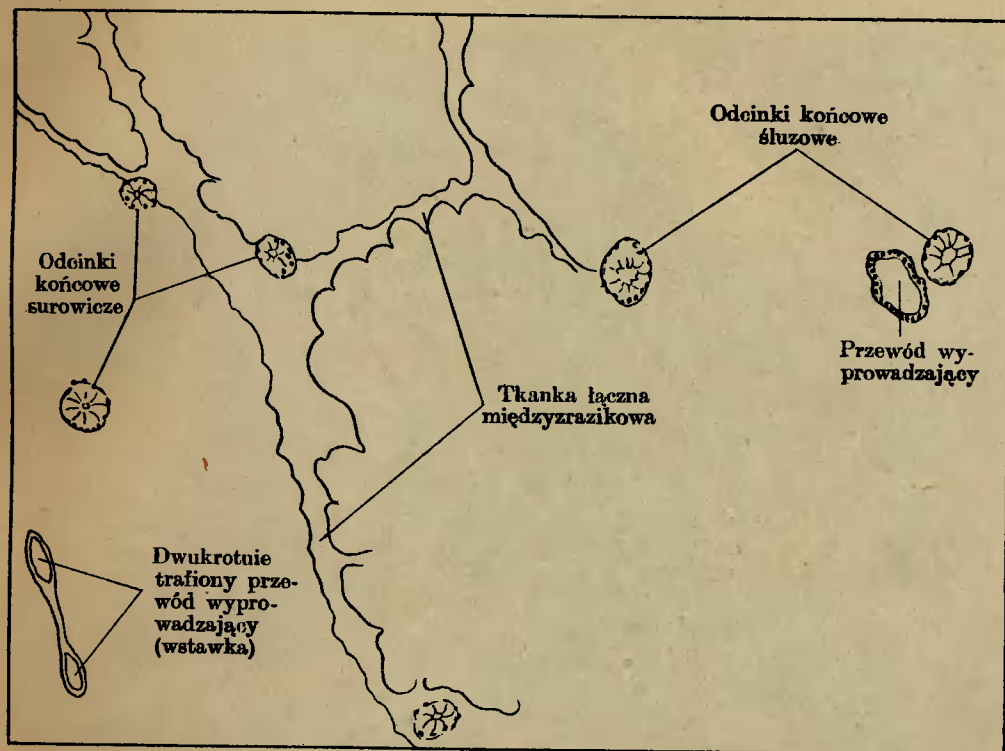 Odcinki końcowe
śluzowe
Odcinki
końcowe
surowicze
Przewód wy-
prowadzający
Tkanka łączna
międzyzrazikowa
Dwukrotnie
trafiony prze-
wód wypro-
wadzający
(wstawka)